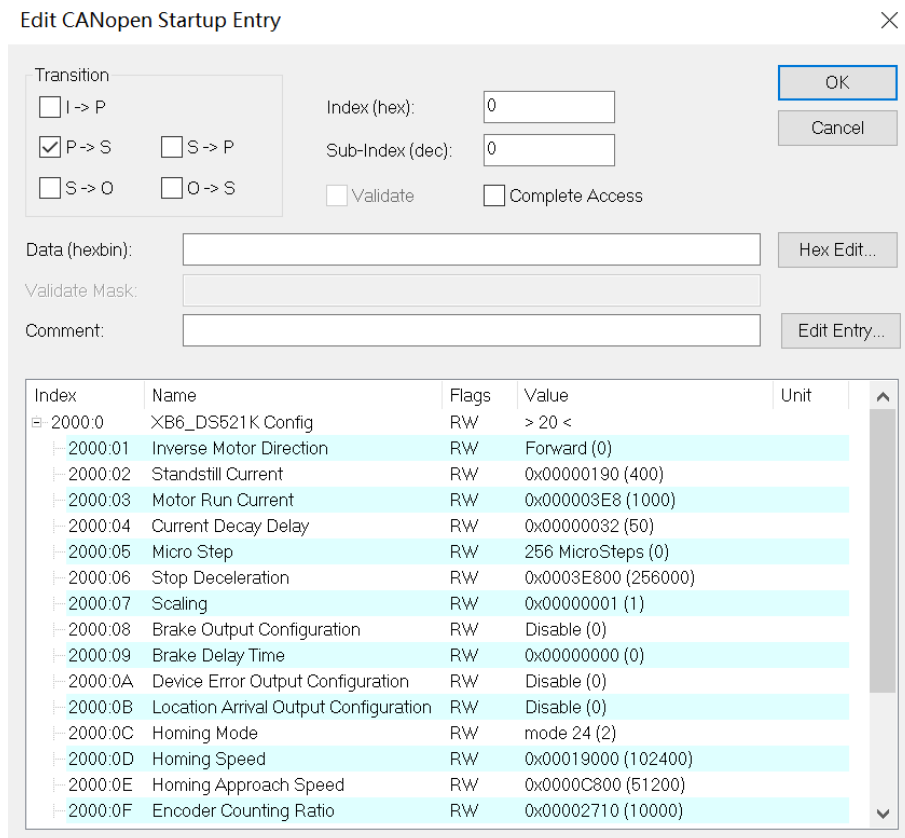 Edit CANopen Startup Entry
Transition
I -> P
P -> S
S -> P
S -> O
O -> S
Index (hex):
0
Sub-Index (dec):
0
Validate
Complete Access
OK
Cancel
Data (hexbin):
Hex Edit...
Validate Mask:
Comment:
Edit Entry...
Index Name Flags Value Unit
2000:0 XB6_DS521K Config RW > 20 <
2000:01 Inverse Motor Direction RW Forward (0)
2000:02 Standstill Current RW 0x00000190 (400)
2000:03 Motor Run Current RW 0x000003E8 (1000)
2000:04 Current Decay Delay RW 0x00000032 (50)
2000:05 Micro Step RW 256 MicroSteps (0)
2000:06 Stop Deceleration RW 0x0003E800 (256000)
2000:07 Scaling RW 0x00000001 (1)
2000:08 Brake Output Configuration RW Disable (0)
2000:09 Brake Delay Time RW 0x00000000 (0)
2000:0A Device Error Output Configuration RW Disable (0)
2000:0B Location Arrival Output Configuration RW Disable (0)
2000:0C Homing Mode RW mode 24 (2)
2000:0D Homing Speed RW 0x00019000 (102400)
2000:0E Homing Approach Speed RW 0x0000C800 (51200)
2000:0F Encoder Counting Ratio RW 0x00002710 (10000)